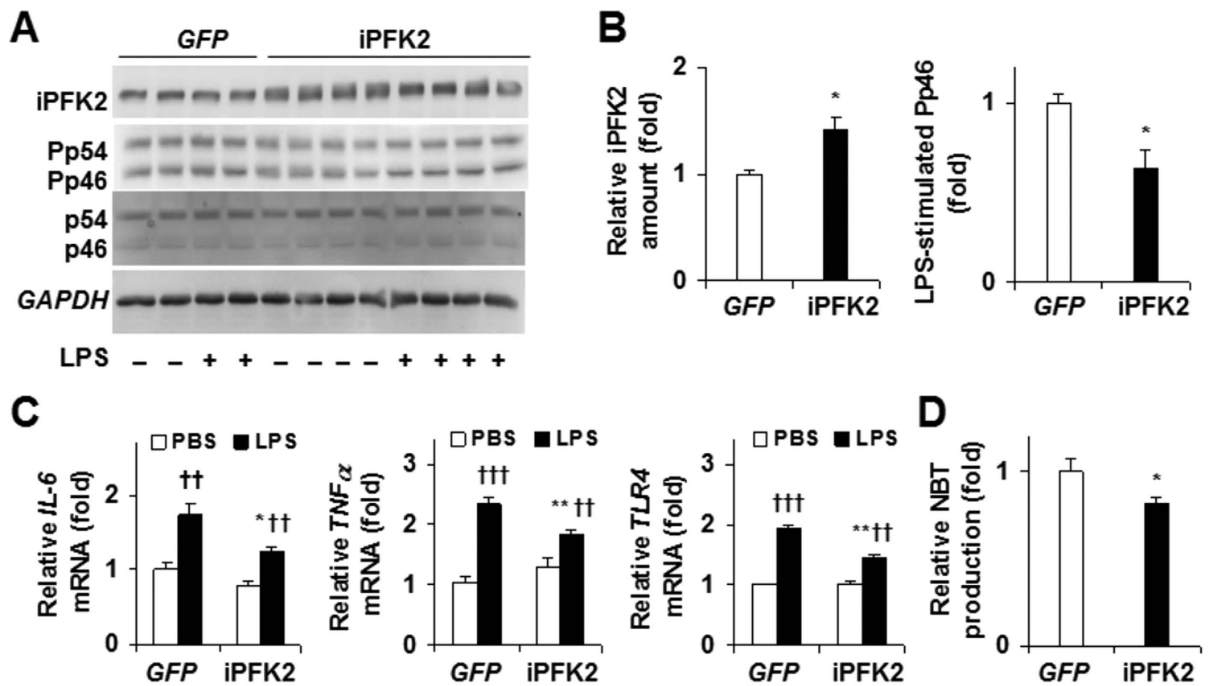 A
GFP iPFK2
iPFK2
Pp54
Pp46
p54
p46
GAPDH
LPS – – + + – – – – + + + +
B
Relative iPFK2
amount (fold)
2
1
0
*
GFP iPFK2
LPS-stimulated Pp46
(fold)
1
0
*
GFP iPFK2
C
PBS LPS
Relative IL-6
mRNA (fold)
2
1
0
††
*††
GFP iPFK2
PBS LPS
Relative TNFα
mRNA (fold)
3
2
1
0
†††
**††
GFP iPFK2
PBS LPS
Relative TLR4
mRNA (fold)
3
2
1
0
†††
**††
GFP iPFK2
D
Relative NBT
production (fold)
1
0
*
GFP iPFK2